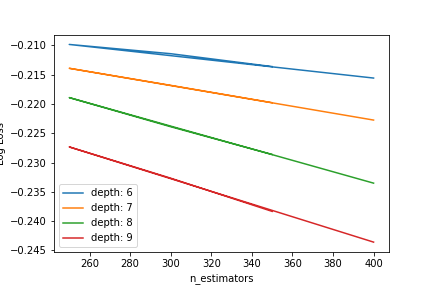 −0.210
−0.215
−0.220
−0.225
−0.230
−0.235
−0.240
−0.245
Log Loss
depth: 6
depth: 7
depth: 8
depth: 9
260 280 300 320 340 360 380 400
n_estimators